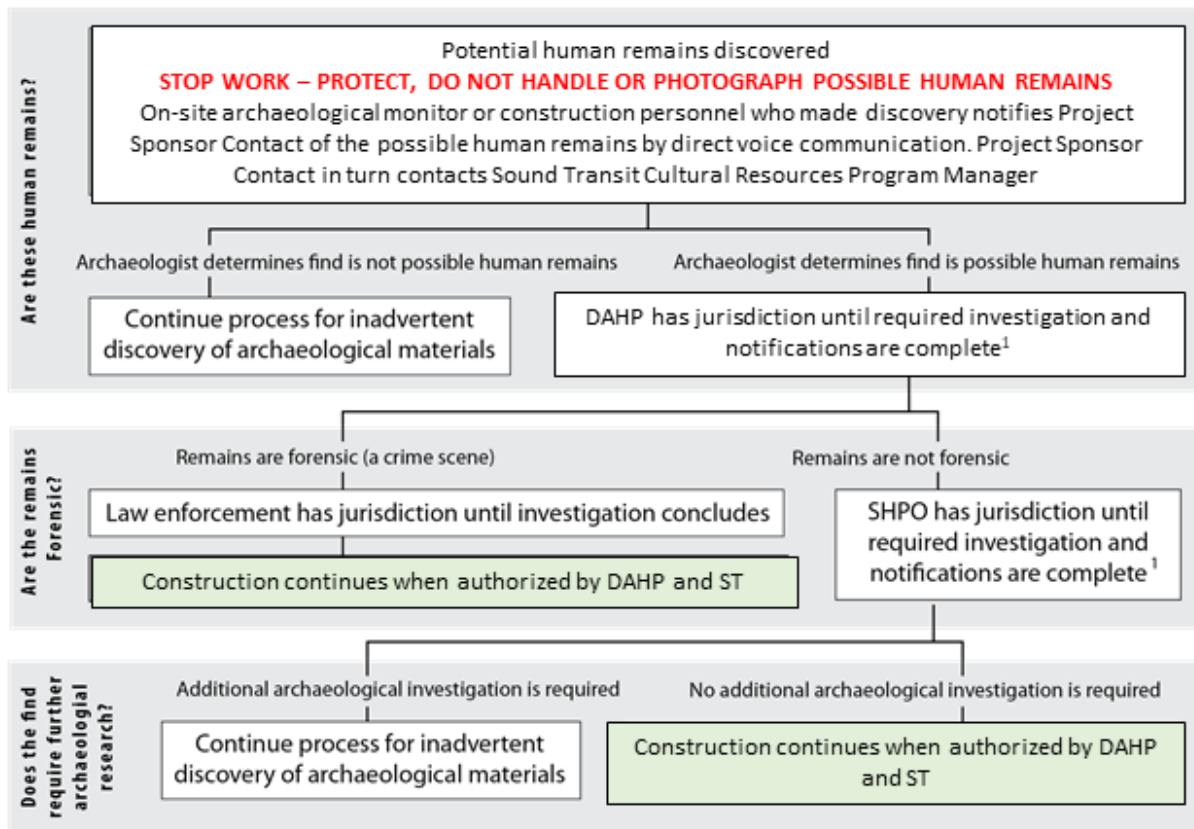 Are these human remains?
Potential human remains discovered
STOP WORK – PROTECT, DO NOT HANDLE OR PHOTOGRAPH POSSIBLE HUMAN REMAINS
On-site archaeological monitor or construction personnel who made discovery notifies Project
Sponsor Contact of the possible human remains by direct voice communication. Project Sponsor
Contact in turn contacts Sound Transit Cultural Resources Program Manager
Archaeologist determines find is not possible human remains
Archaeologist determines find is possible human remains
Continue process for inadvertent
discovery of archaeological materials
DAHP has jurisdiction until required investigation and
notifications are complete¹
Are the remains
Forensic?
Remains are forensic (a crime scene)
Remains are not forensic
Law enforcement has jurisdiction until investigation concludes
Construction continues when authorized by DAHP and ST
SHPO has jurisdiction until
required investigation and
notifications are complete ¹
Does the find
require further
archaeologial
research?
Additional archaeological investigation is required
No additional archaeological investigation is required
Continue process for inadvertent
discovery of archaeological materials
Construction continues when authorized by DAHP
and ST